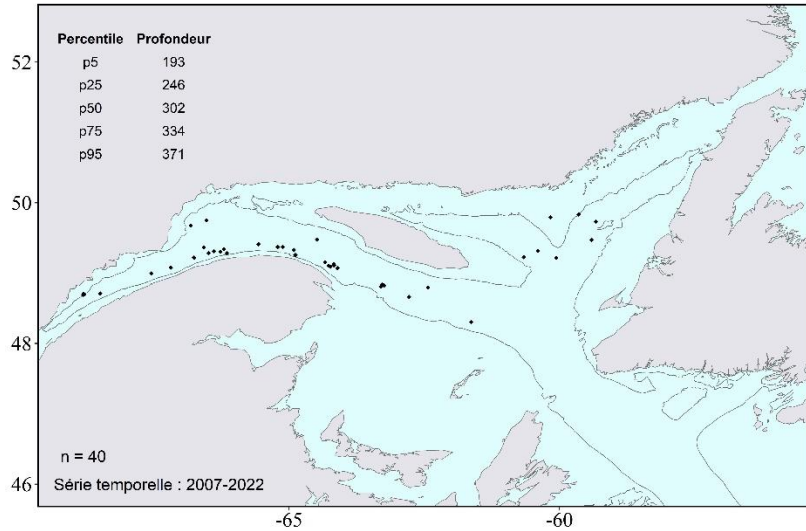 Percentile Profondeur
p5 193
p25 246
p50 302
p75 334
p95 371
52
50
48
46
n = 40
Série temporelle : 2007-2022
-65 -60